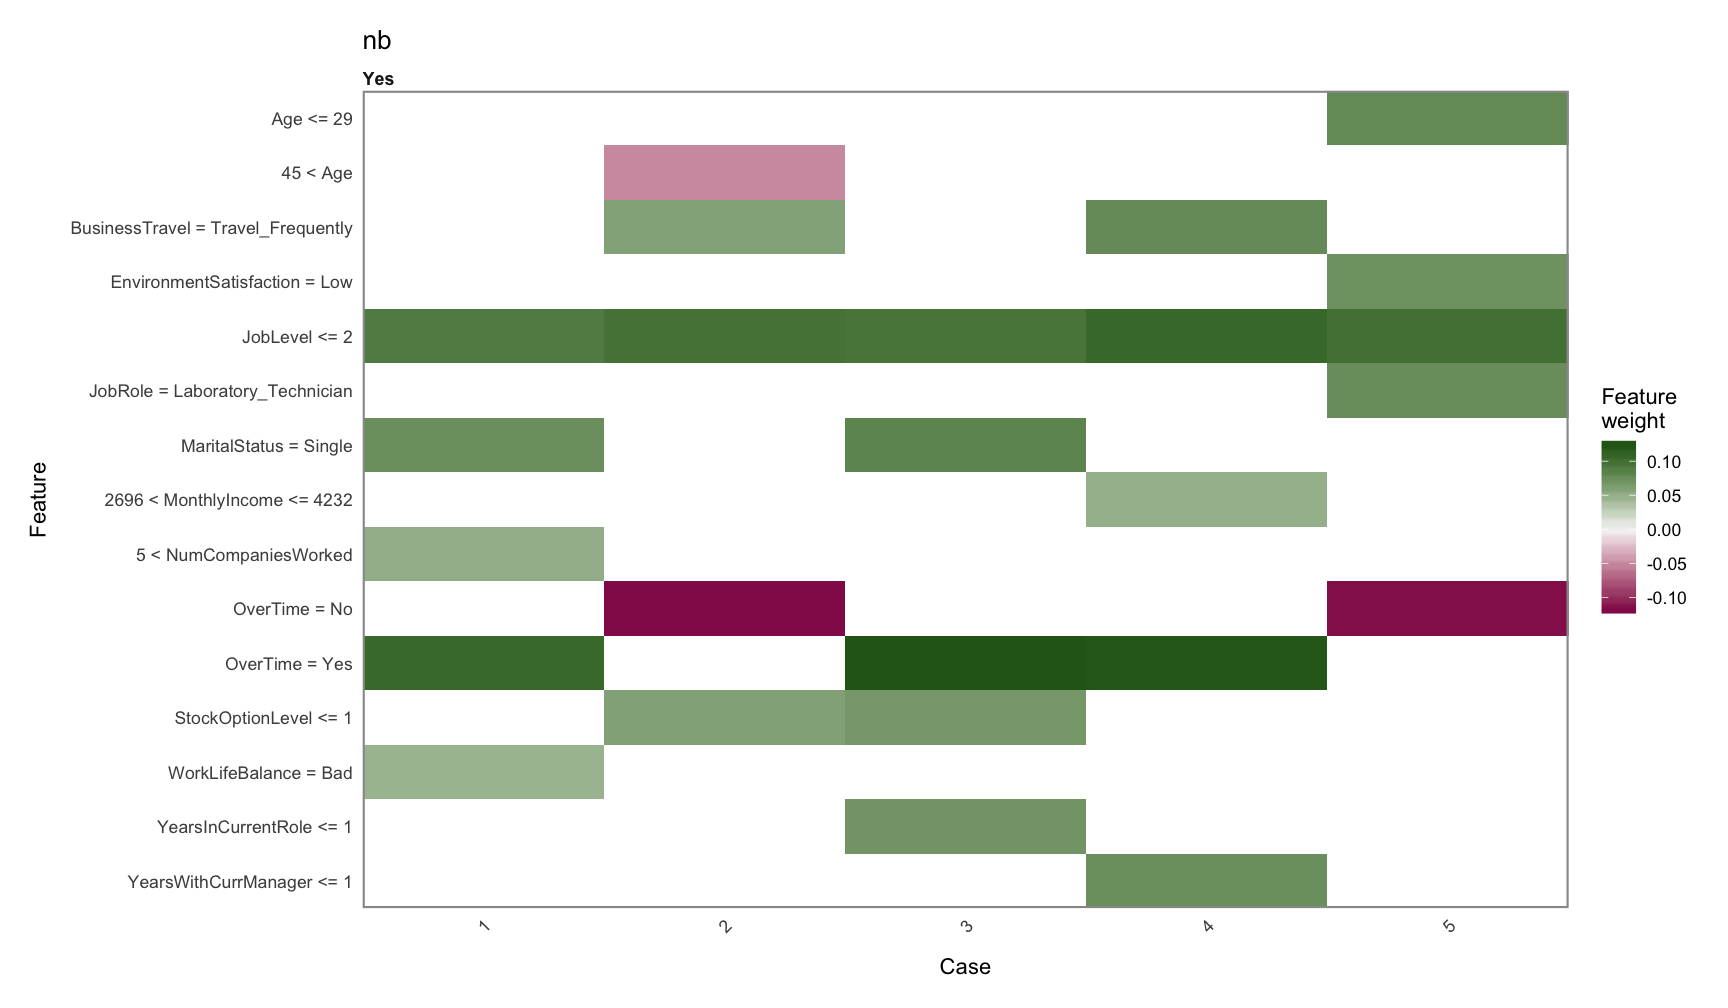 nb
Yes
Age <= 29
45 < Age
BusinessTravel = Travel_Frequently
EnvironmentSatisfaction = Low
JobLevel <= 2
JobRole = Laboratory_Technician
MaritalStatus = Single
2696 < MonthlyIncome <= 4232
5 < NumCompaniesWorked
OverTime = No
OverTime = Yes
StockOptionLevel <= 1
WorkLifeBalance = Bad
YearsInCurrentRole <= 1
YearsWithCurrManager <= 1
Feature
1
2
3
4
5
Case
Feature
weight
0.10
0.05
0.00
-0.05
-0.10